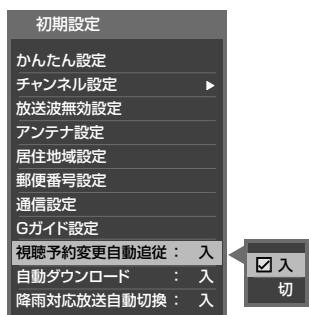 初期設定
かんたん設定
チャンネル設定 ▶
放送波無効設定
アンテナ設定
居住地域設定
郵便番号設定
通信設定
Gガイド設定
視聴予約変更自動追従： 入
自動ダウンロード ： 入
降雨対応放送自動切換： 入
☑ 入
切